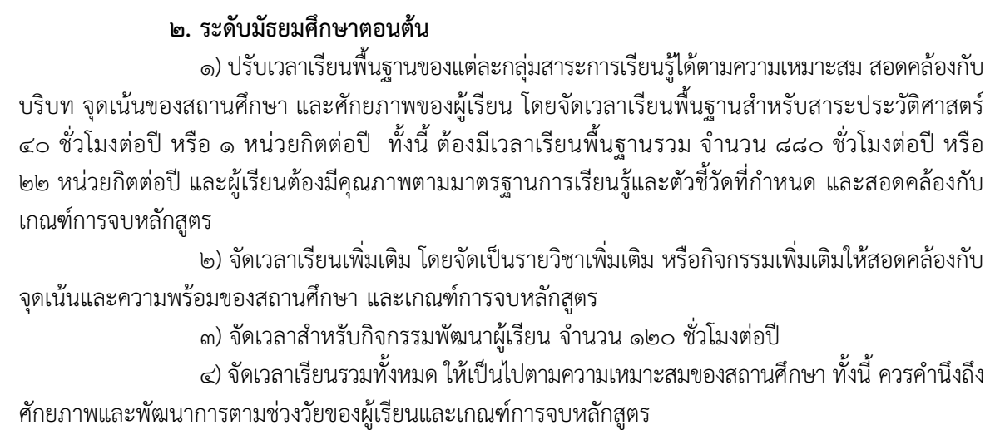 ๒. ระดับมัธยมศึกษาตอนต้น
๑) ปรับเวลาเรียนพื้นฐานของแต่ละกลุ่มสาระการเรียนรู้ได้ตามความเหมาะสม สอดคล้องกับ
บริบท จุดเน้นของสถานศึกษา และศักยภาพของผู้เรียน โดยจัดเวลาเรียนพื้นฐานสำหรับสาระประวัติศาสตร์
๔๐ ชั่วโมงต่อปี หรือ ๑ หน่วยกิตต่อปี ทั้งนี้ ต้องมีเวลาเรียนพื้นฐานรวม จำนวน ๘๘๐ ชั่วโมงต่อปี หรือ
๒๒ หน่วยกิตต่อปี และผู้เรียนต้องมีคุณภาพตามมาตรฐานการเรียนรู้และตัวชี้วัดที่กำหนด และสอดคล้องกับ
เกณฑ์การจบหลักสูตร
๒) จัดเวลาเรียนเพิ่มเติม โดยจัดเป็นรายวิชาเพิ่มเติม หรือกิจกรรมเพิ่มเติมให้สอดคล้องกับ
จุดเน้นและความพร้อมของสถานศึกษา และเกณฑ์การจบหลักสูตร
๓) จัดเวลาสำหรับกิจกรรมพัฒนาผู้เรียน จำนวน ๑๒๐ ชั่วโมงต่อปี
๔) จัดเวลาเรียนรวมทั้งหมด ให้เป็นไปตามความเหมาะสมของสถานศึกษา ทั้งนี้ ควรคำนึงถึง
ศักยภาพและพัฒนาการตามช่วงวัยของผู้เรียนและเกณฑ์การจบหลักสูตร